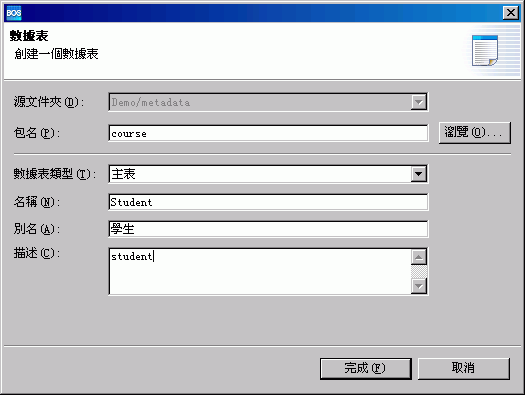 BOS
數據表
創建一個數據表
源文件夾(D): Demo/metadata
包名(P): course 瀏覽(O)...
數據表類型(T): 主表
名稱(N): Student
別名(A): 學生
描述(C): student
完成(F) 取消